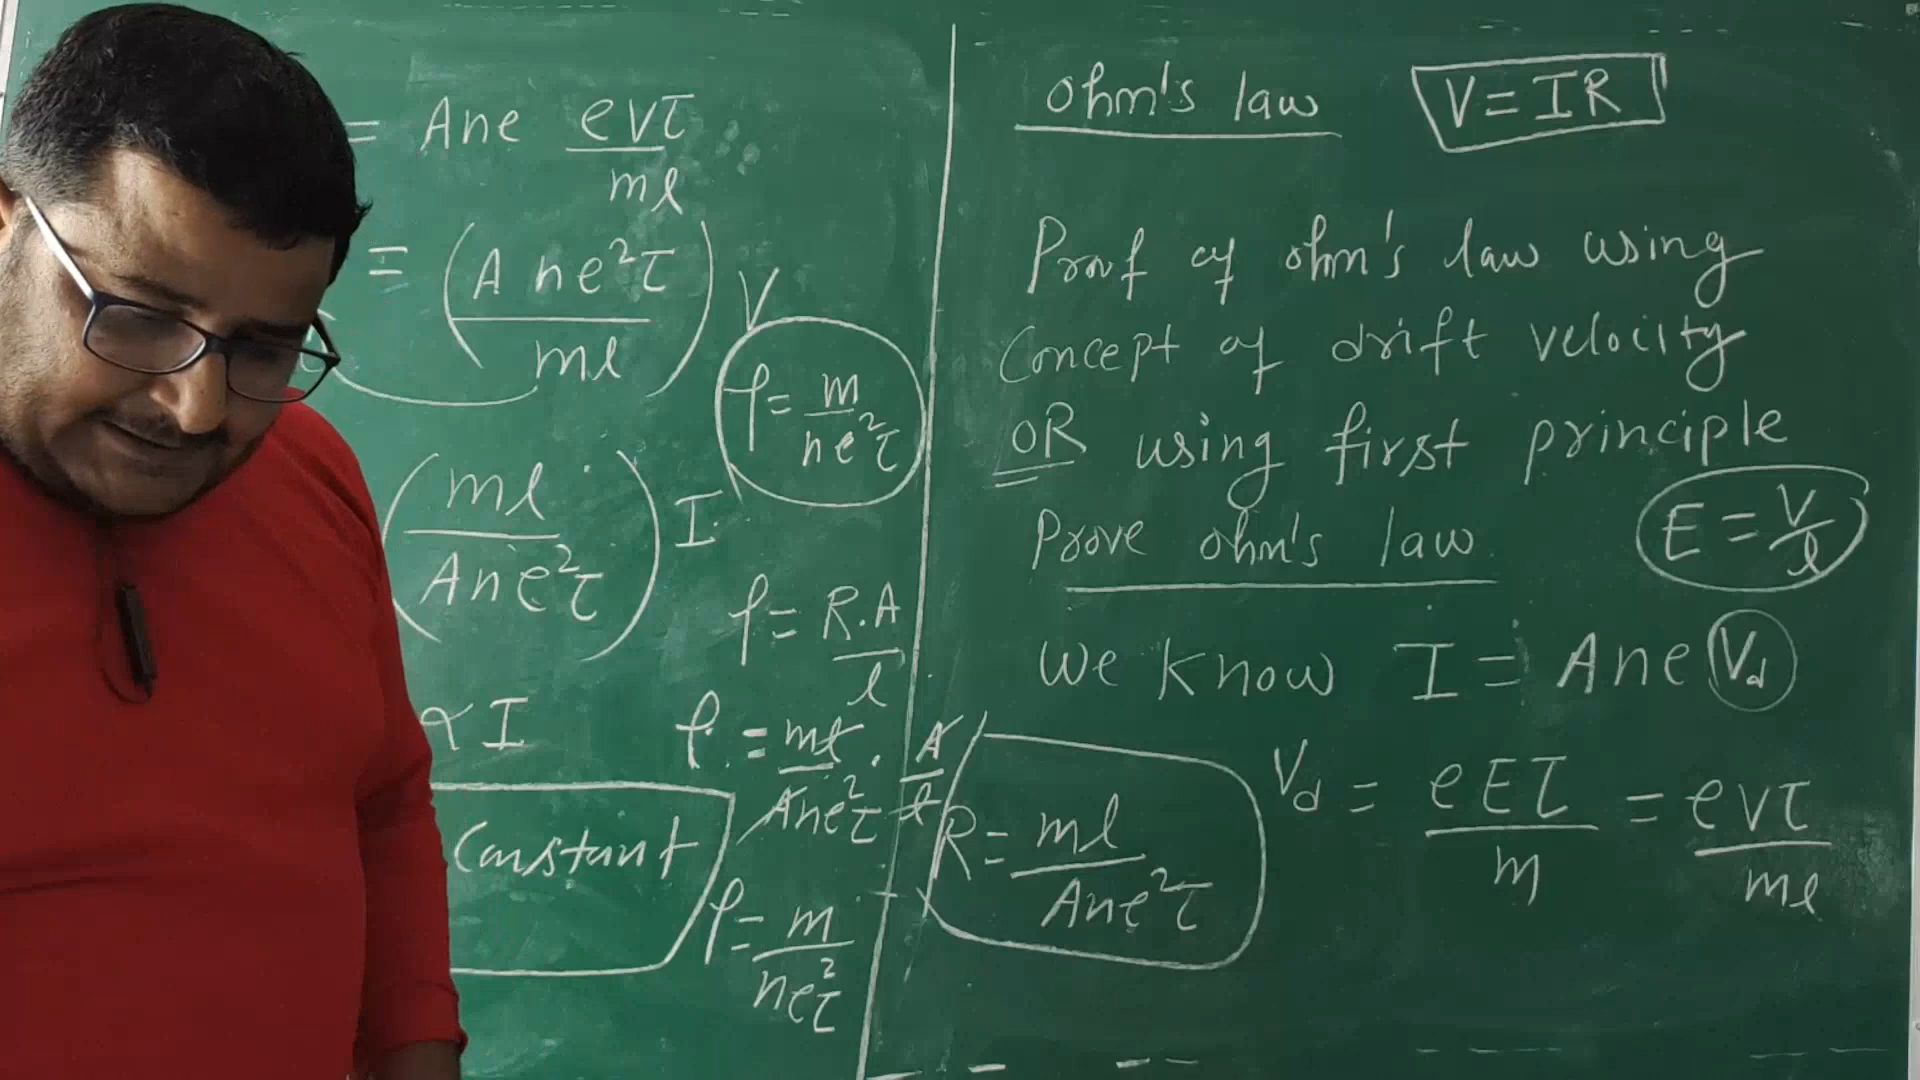 ohm's law V = IR
Proof of ohm's law using
Concept of drift velocity
OR using first principle
Prove ohm's law
E = V/l
We know I = Ane Vd
Vd = eEτ/m = evτ/ml
R = ml/Ane²τ
= Ane evτ/ml
= (A ne²τ/ml) V
ρ = m/ne²τ
(ml/Ane²τ) I
ρ = R.A/l
∝ I
ρ = ml/Ane²τ . A/l
Constant
ρ = m/ne²τ